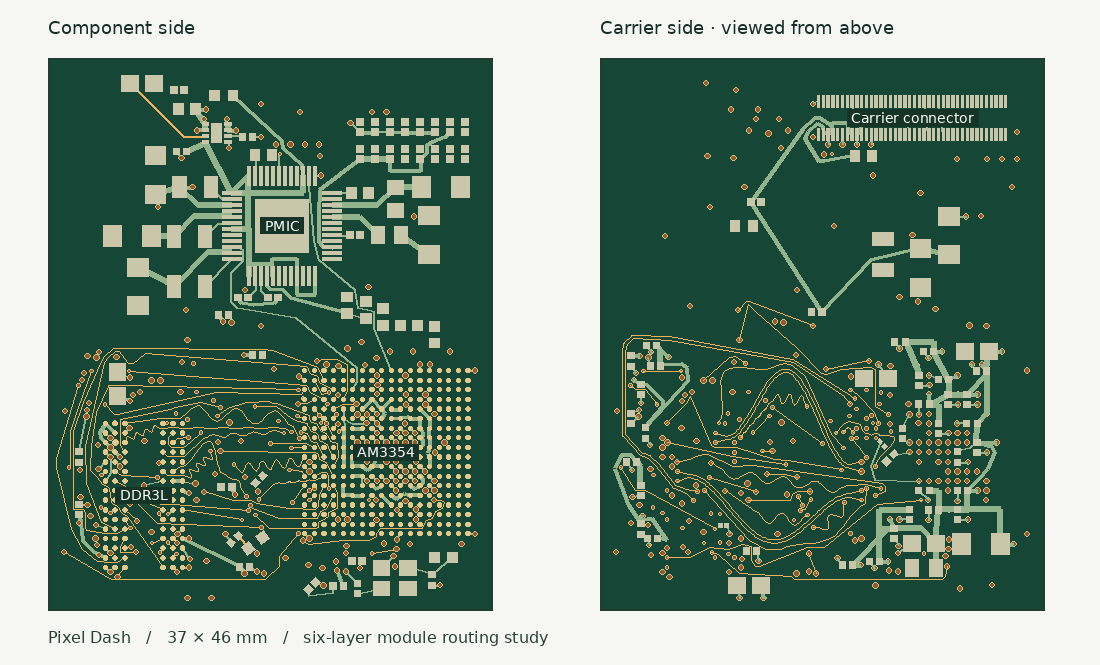 Component side
Carrier side · viewed from above
Carrier connector
PMIC
AM3354
DDR3L
Pixel Dash / 37 × 46 mm / six-layer module routing study